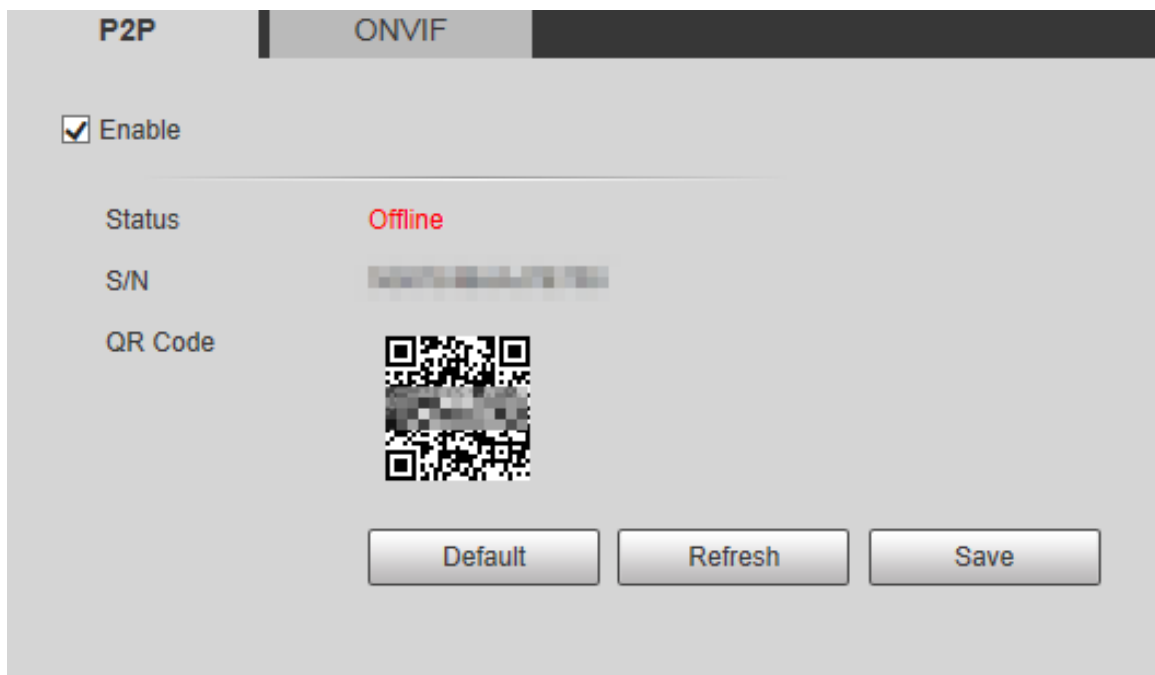 P2P ONVIF
Enable
Status Offline
S/N
QR Code
Default Refresh Save